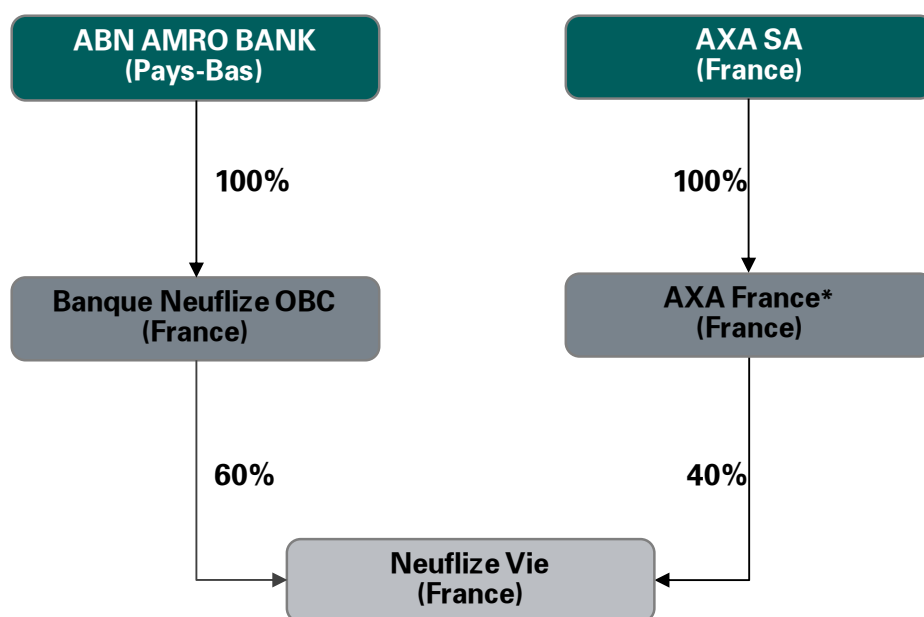 ABN AMRO BANK
(Pays-Bas)
AXA SA
(France)
100%
100%
Banque Neuflize OBC
(France)
AXA France*
(France)
60%
40%
Neuflize Vie
(France)